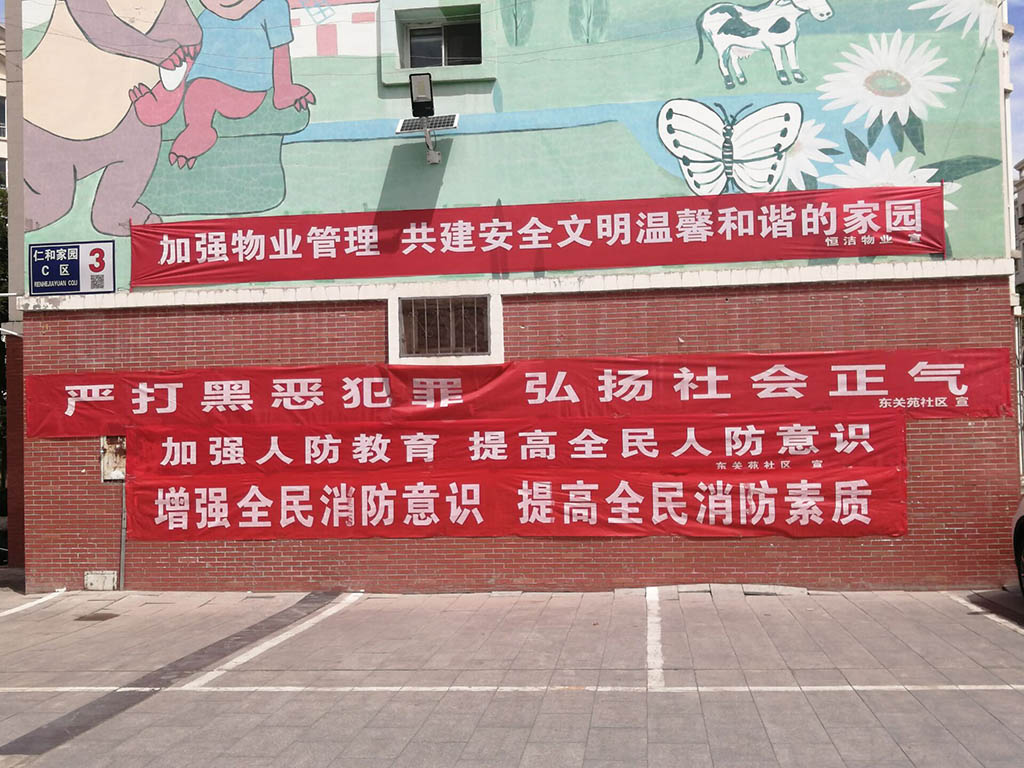 加强物业管理 共建安全文明温馨和谐的家园
恒洁物业 宣
仁和家园
C 区
RENHEJIAYUAN CQU
3
严打黑恶犯罪 弘扬社会正气
东关苑社区 宣
加强人防教育 提高全民人防意识
东关苑社区 宣
增强全民消防意识 提高全民消防素质